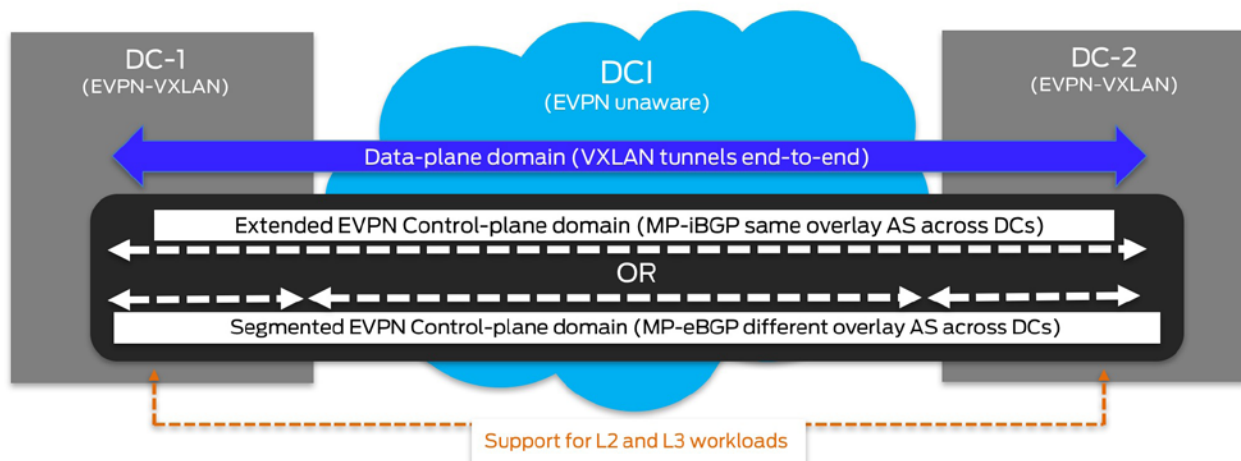 DC-1
(EVPN-VXLAN)
DCI
(EVPN unaware)
DC-2
(EVPN-VXLAN)
Data-plane domain (VXLAN tunnels end-to-end)
Extended EVPN Control-plane domain (MP-iBGP same overlay AS across DCs)
OR
Segmented EVPN Control-plane domain (MP-eBGP different overlay AS across DCs)
Support for L2 and L3 workloads